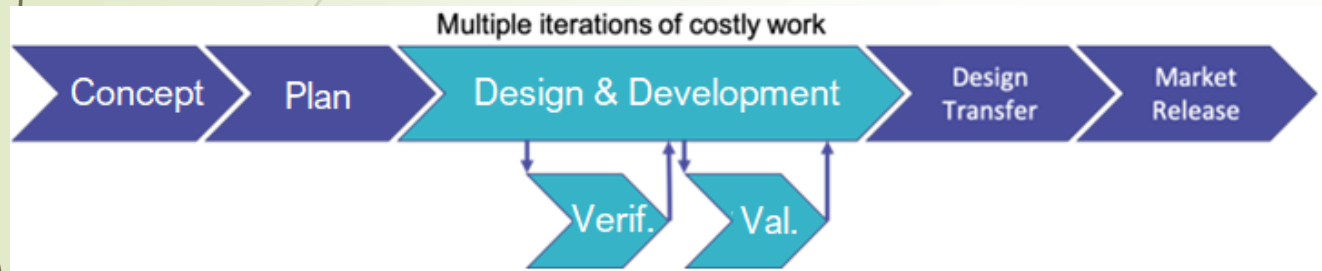 Multiple iterations of costly work
Concept
Plan
Design & Development
Design
Transfer
Market
Release
Verif.
Val.